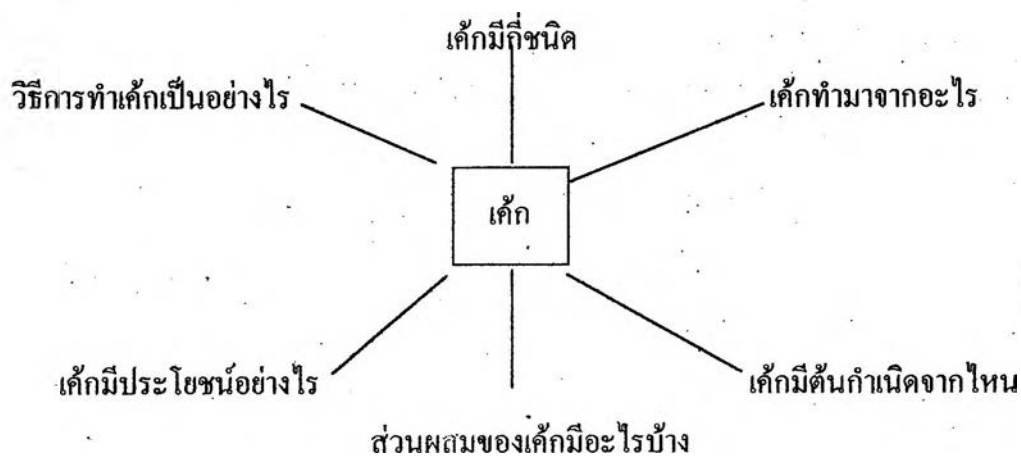 เค้กมีกี่ชนิด
วิธีการทำเค้กเป็นอย่างไร
เค้กทำมาจากอะไร
เค้ก
เค้กมีประโยชน์อย่างไร
เค้กมีต้นกำเนิดจากไหน
ส่วนผสมของเค้กมีอะไรบ้าง